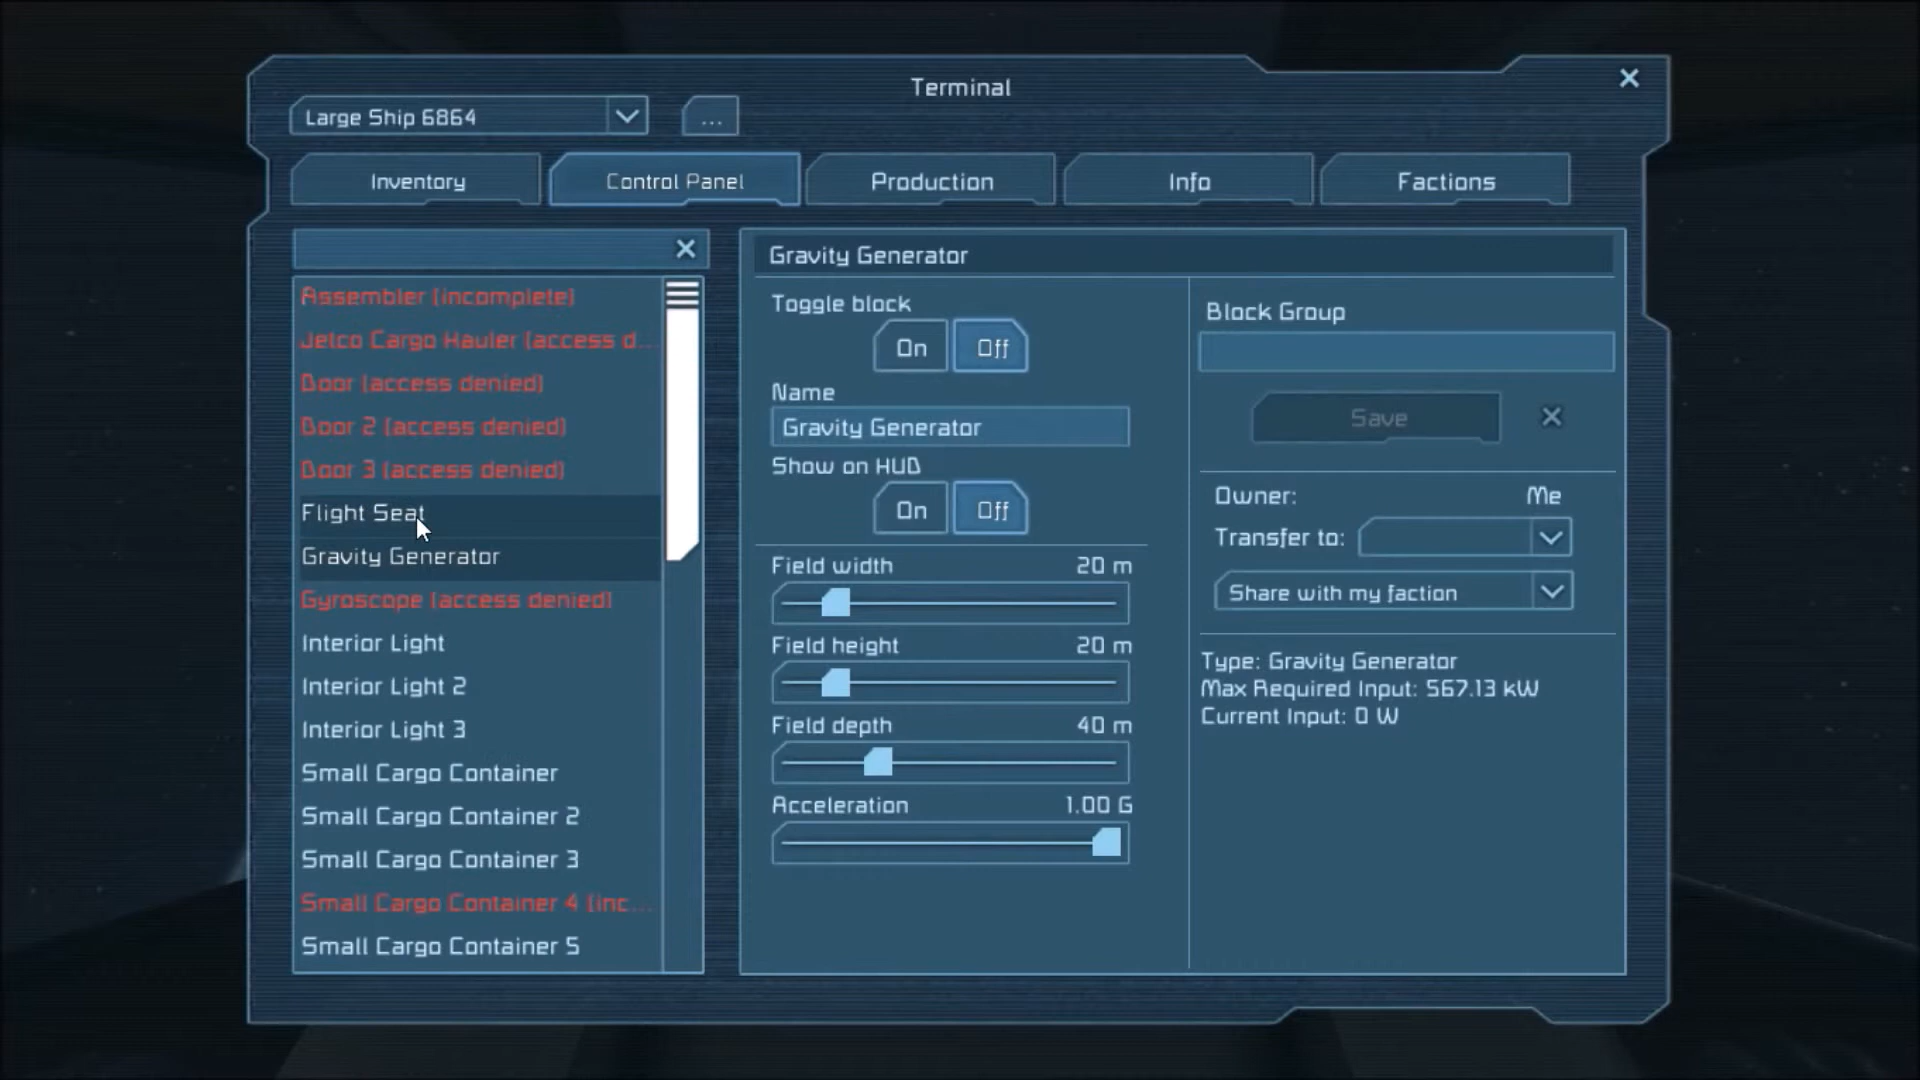 Terminal
Large Ship 6864
...
Inventory
Control Panel
Production
Info
Factions
Assembler (incomplete)
Jetco Cargo Hauler (access d...
Door (access denied)
Door 2 (access denied)
Door 3 (access denied)
Flight Seat
Gravity Generator
Gyroscope (access denied)
Interior Light
Interior Light 2
Interior Light 3
Small Cargo Container
Small Cargo Container 2
Small Cargo Container 3
Small Cargo Container 4 (inc...
Small Cargo Container 5
Gravity Generator
Toggle block
On Off
Name
Gravity Generator
Show on HUD
On Off
Field width 20 m
Field height 20 m
Field depth 40 m
Acceleration 1.00 G
Block Group
Save
Owner: Me
Transfer to:
Share with my faction
Type: Gravity Generator
Max Required Input: 567.13 kW
Current Input: 0 W